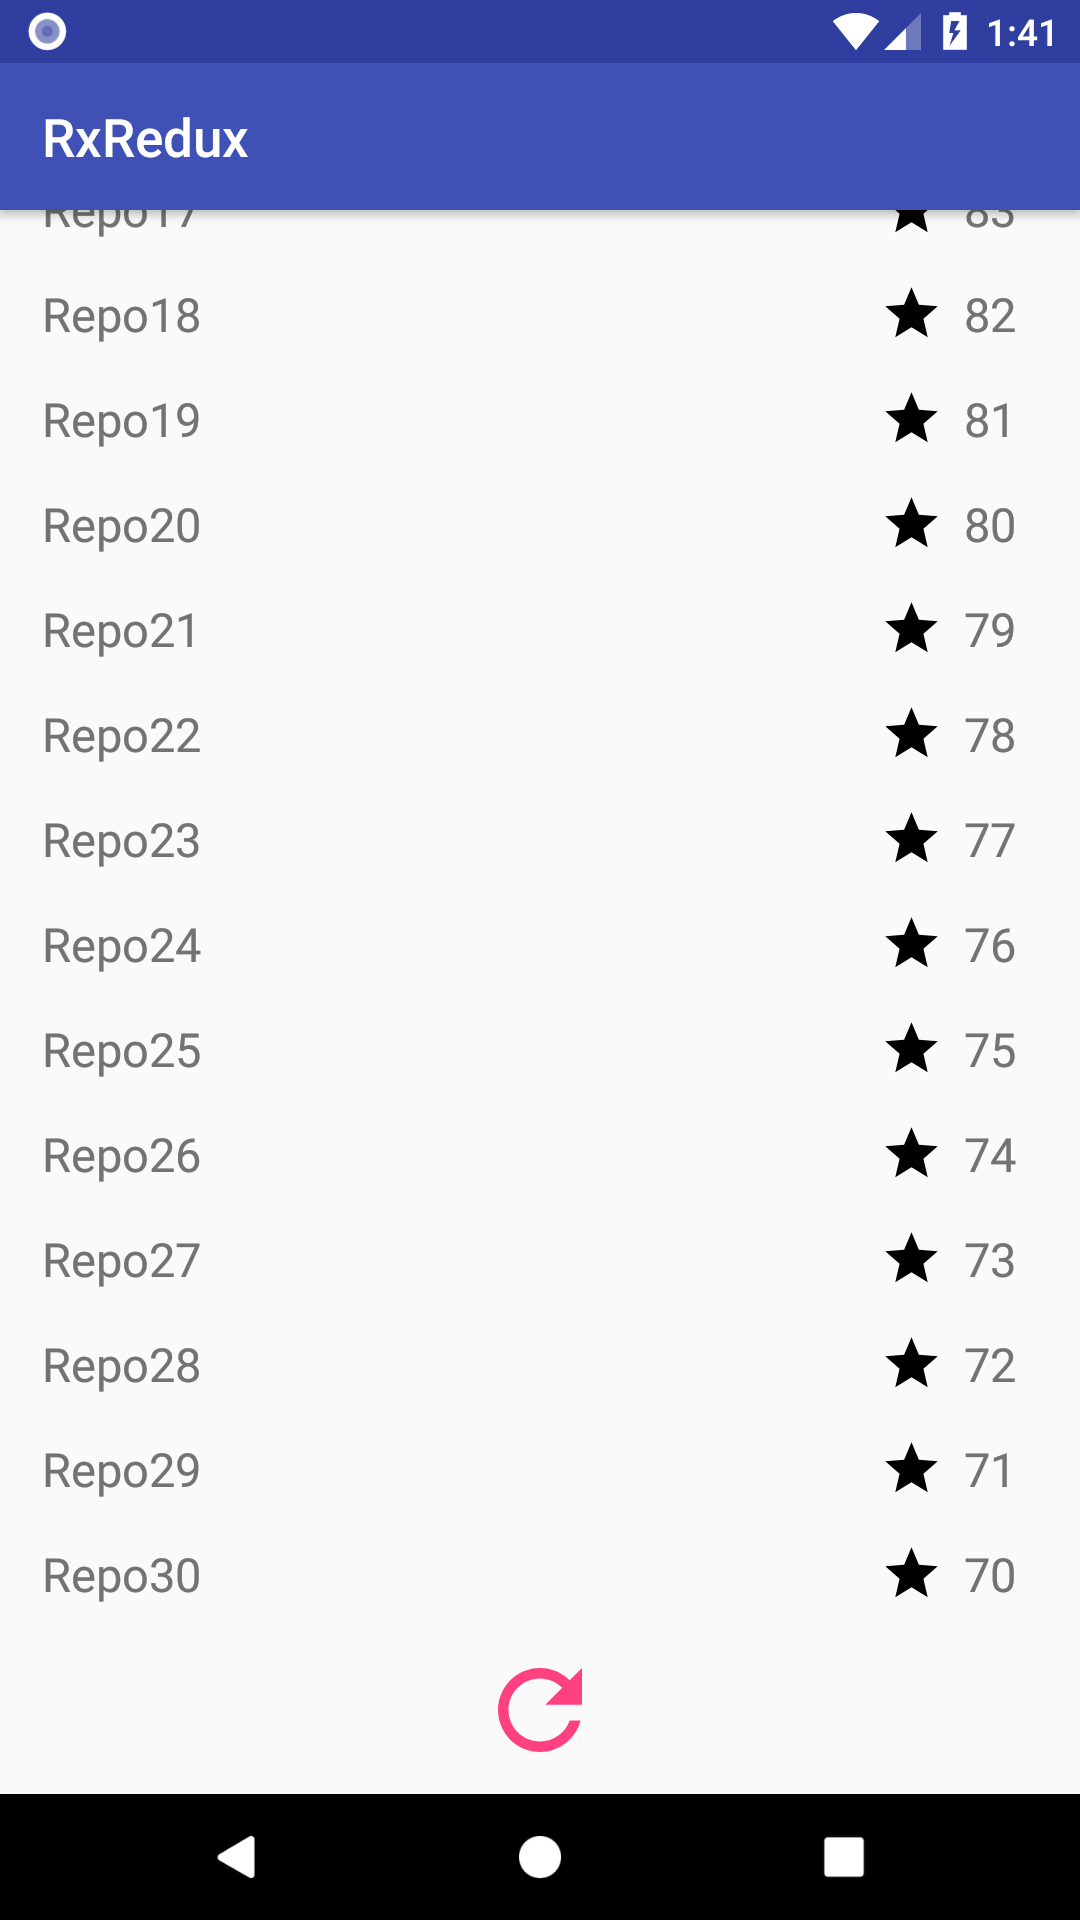 1:41
RxRedux
Repo17 83
Repo18 82
Repo19 81
Repo20 80
Repo21 79
Repo22 78
Repo23 77
Repo24 76
Repo25 75
Repo26 74
Repo27 73
Repo28 72
Repo29 71
Repo30 70